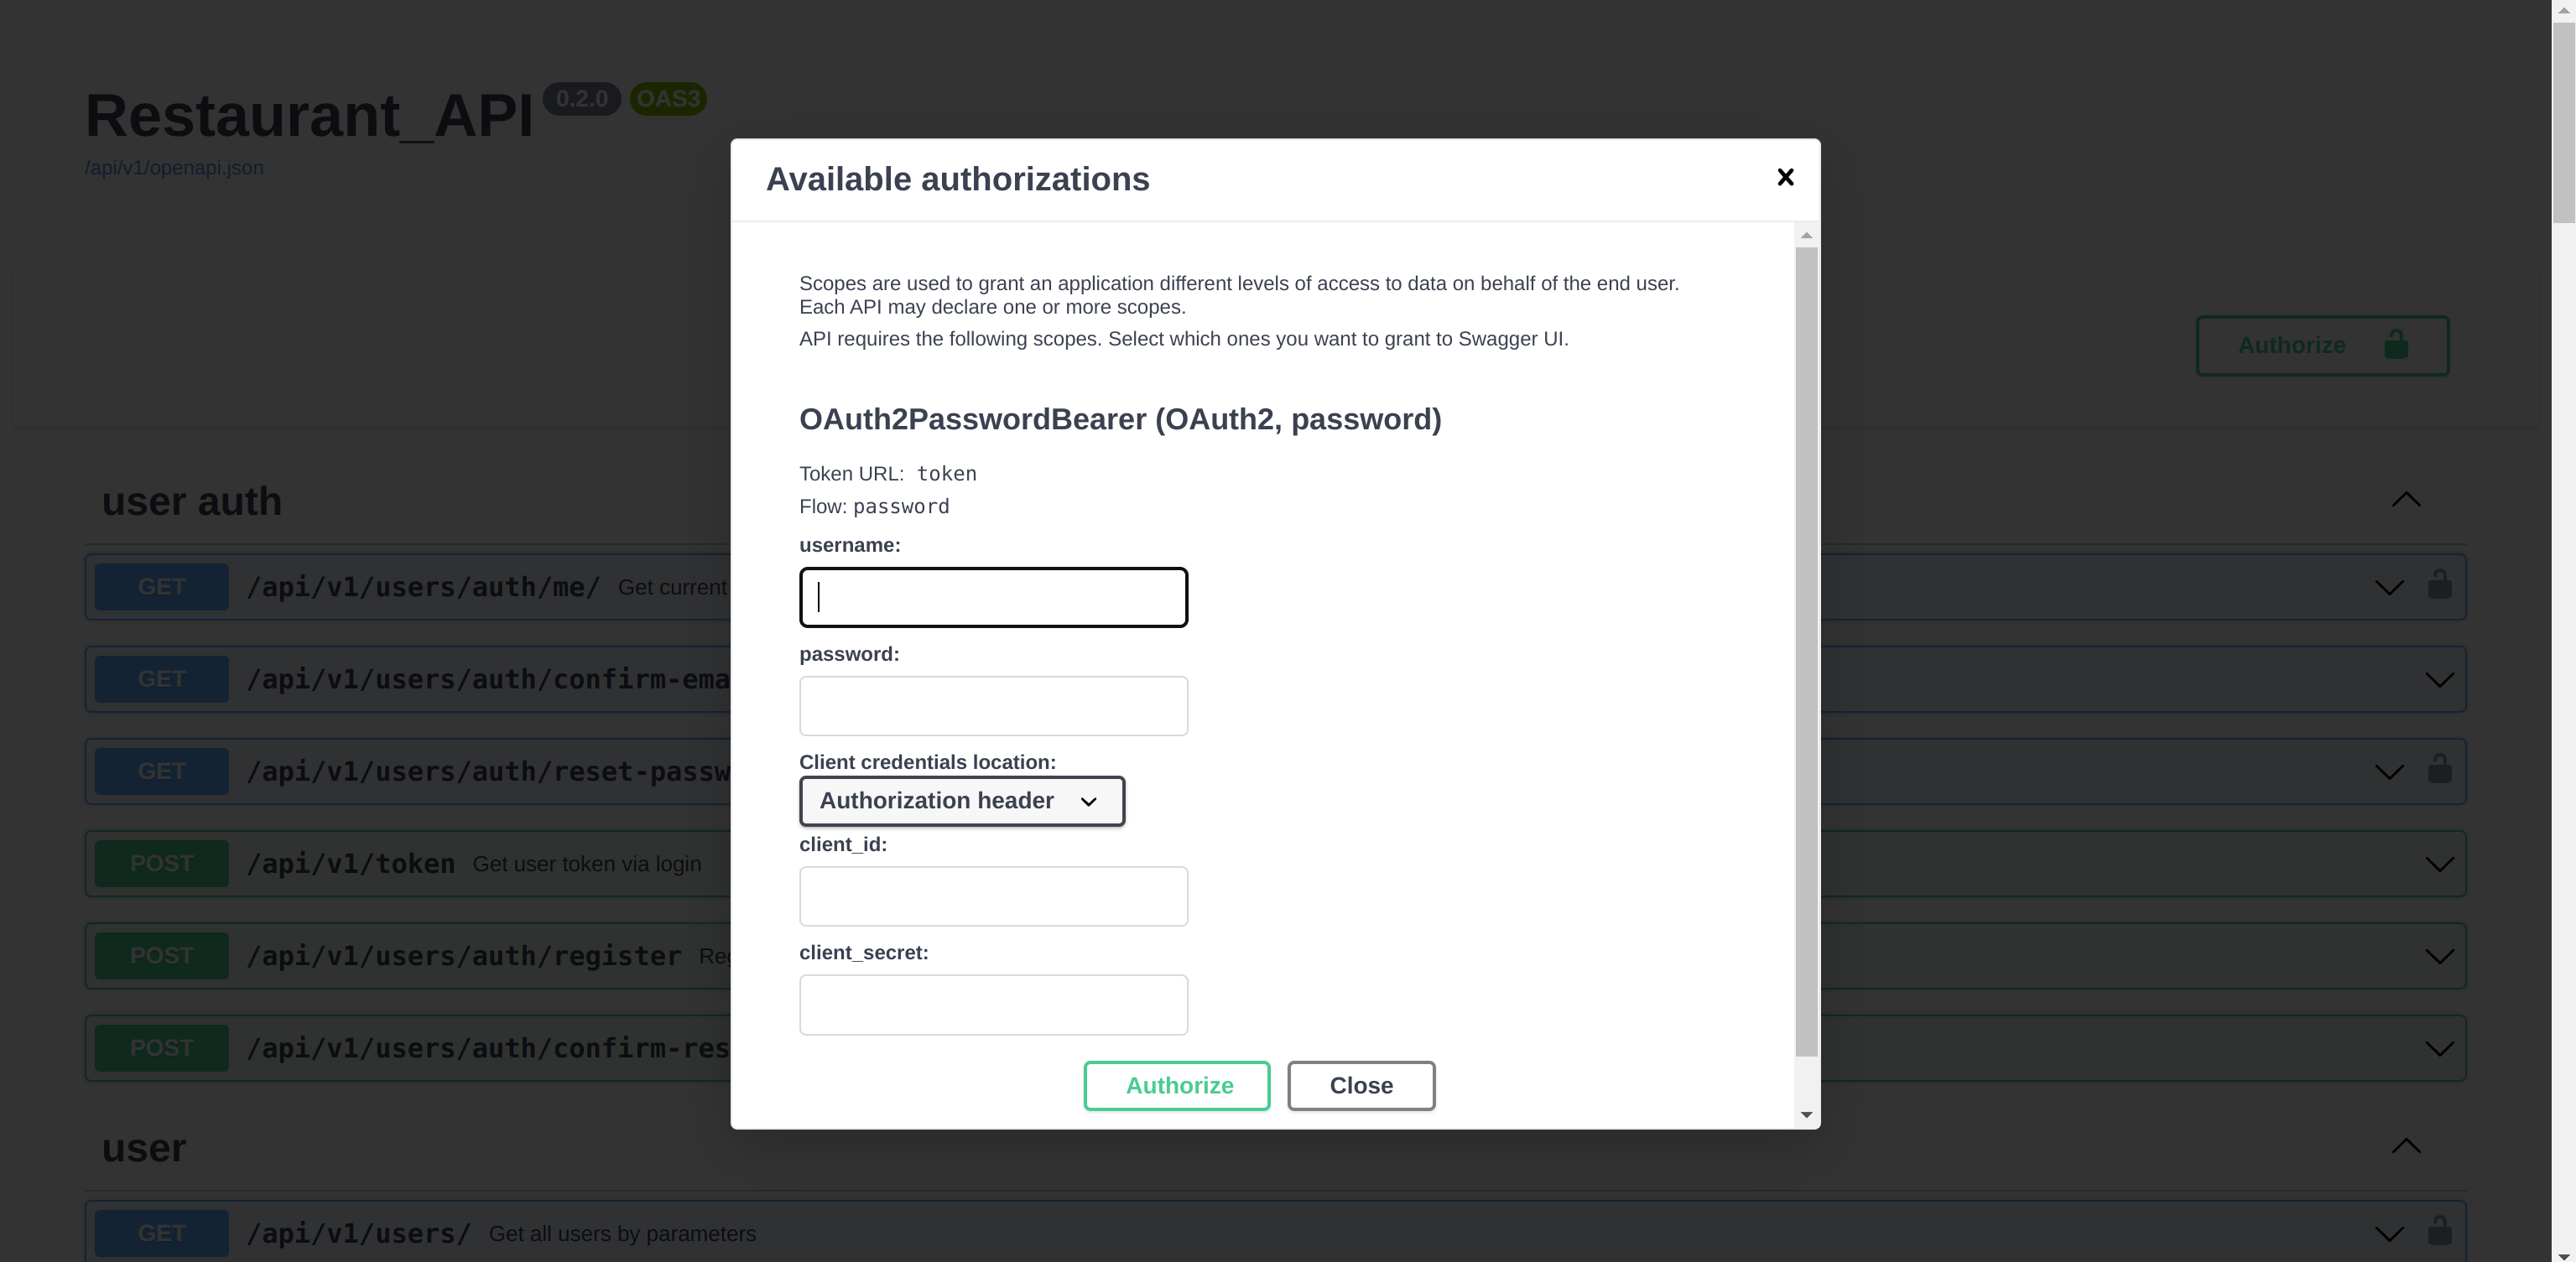 Restaurant_API 0.2.0 OAS3
/api/v1/openapi.json
Authorize
user auth
GET /api/v1/users/auth/me/ Get current
GET /api/v1/users/auth/confirm-ema
GET /api/v1/users/auth/reset-passw
POST /api/v1/token Get user token via login
POST /api/v1/users/auth/register Reg
POST /api/v1/users/auth/confirm-res
user
GET /api/v1/users/ Get all users by parameters
Available authorizations
Scopes are used to grant an application different levels of access to data on behalf of the end user.
Each API may declare one or more scopes.
API requires the following scopes. Select which ones you want to grant to Swagger UI.
OAuth2PasswordBearer (OAuth2, password)
Token URL: token
Flow: password
username:
password:
Client credentials location:
Authorization header
client_id:
client_secret:
Authorize Close